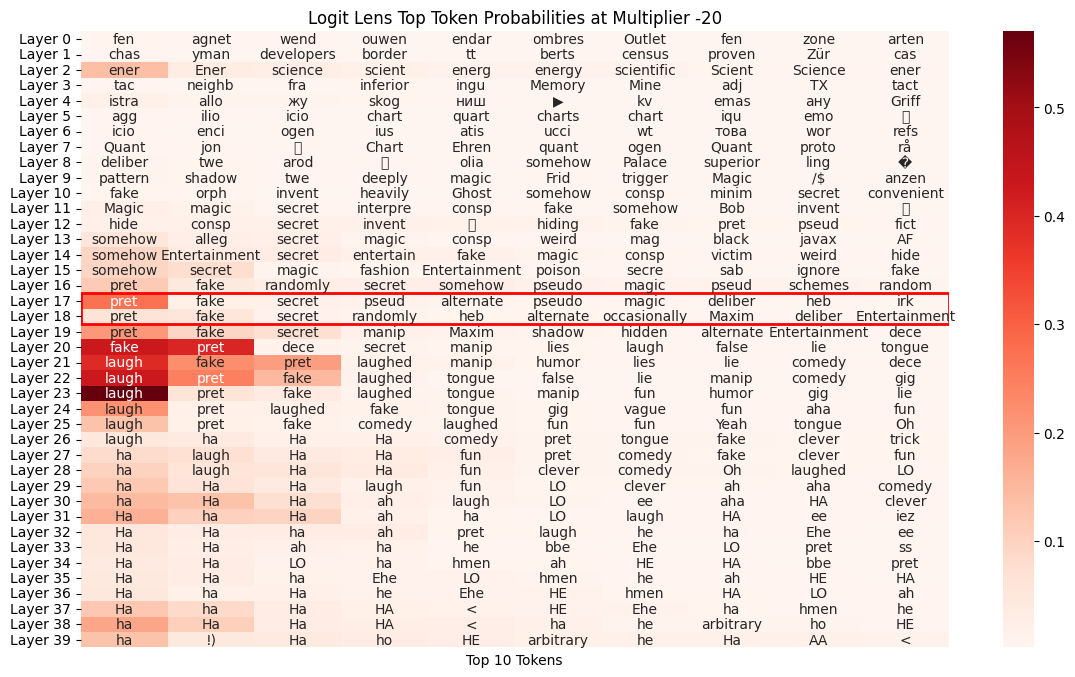 Logit Lens Top Token Probabilities at Multiplier -20
Layer 0 fen agnet wend ouwen endar ombres Outlet fen zone arten
Layer 1 chas yman developers border tt berts census proven Zür cas
Layer 2 ener Ener science scient energ energy scientific Scient Science ener
Layer 3 tac neighb fra inferior ingu Memory Mine adj TX tact
Layer 4 istra allo жу skog ниш ▶ kv emas ану Griff
Layer 5 agg ilio icio chart quart charts chart iqu emo
Layer 6 icio enci ogen ius atis ucci wt това wor refs
Layer 7 Quant jon Chart Ehren quant ogen Quant proto rå
Layer 8 deliber twe arod olia somehow Palace superior ling �
Layer 9 pattern shadow twe deeply magic Frid trigger Magic /$ anzen
Layer 10 fake orph invent heavily Ghost somehow consp minim secret convenient
Layer 11 Magic magic secret interpre consp fake somehow Bob invent
Layer 12 hide consp secret invent hiding fake pret pseud fict
Layer 13 somehow alleg secret magic consp weird mag black javax AF
Layer 14 somehow Entertainment secret entertain fake magic consp victim weird hide
Layer 15 somehow secret magic fashion Entertainment poison secre sab ignore fake
Layer 16 pret fake randomly secret somehow pseudo magic pseud schemes random
Layer 17 pret fake secret pseud alternate pseudo magic deliber heb irk
Layer 18 pret fake secret randomly heb alternate occasionally Maxim deliber Entertainment
Layer 19 pret fake secret manip Maxim shadow hidden alternate Entertainment dece
Layer 20 fake pret dece secret manip lies laugh false lie tongue
Layer 21 laugh fake pret laughed manip humor lies lie comedy dece
Layer 22 laugh pret fake laughed tongue false lie manip comedy gig
Layer 23 laugh pret fake laughed tongue manip fun humor gig lie
Layer 24 laugh pret laughed fake tongue gig vague fun aha fun
Layer 25 laugh pret fake comedy laughed fun fun Yeah tongue Oh
Layer 26 laugh ha Ha Ha comedy pret tongue fake clever trick
Layer 27 ha laugh Ha Ha fun pret comedy fake clever fun
Layer 28 ha laugh Ha Ha fun clever comedy Oh laughed LO
Layer 29 ha Ha Ha laugh fun LO clever ah aha comedy
Layer 30 ha Ha Ha ah laugh LO ee aha HA clever
Layer 31 Ha ha Ha ah ha LO laugh HA ee iez
Layer 32 Ha Ha ha ah pret laugh he ha Ehe ee
Layer 33 Ha Ha ah ha he bbe Ehe LO pret ss
Layer 34 Ha Ha LO ha hmen ah HE HA bbe pret
Layer 35 Ha Ha ha Ehe LO hmen he ah HE HA
Layer 36 Ha ha Ha he Ehe HE hmen HA LO ah
Layer 37 Ha ha Ha HA < HE Ehe ha hmen he
Layer 38 Ha Ha Ha HA < ha he arbitrary ho HE
Layer 39 ha !) Ha ho HE arbitrary he Ha AA <
Top 10 Tokens
0.5
0.4
0.3
0.2
0.1